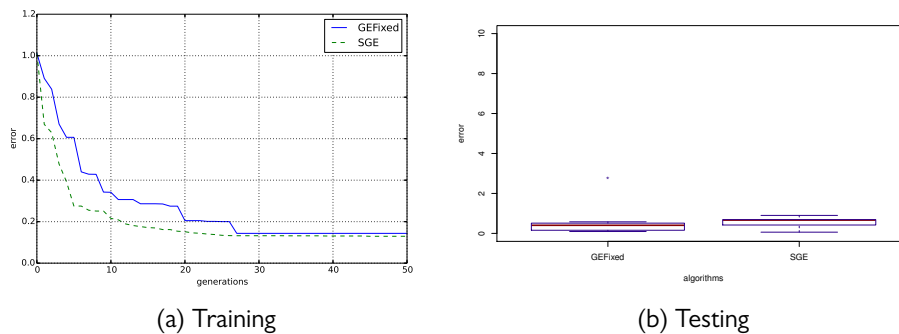 1.2
1.0
0.8
0.6
0.4
0.2
0.0
error
GEFixed
SGE
0 10 20 30 40 50
generations
(a) Training
10
8
6
4
2
0
error
GEFixed SGE
algorithms
(b) Testing